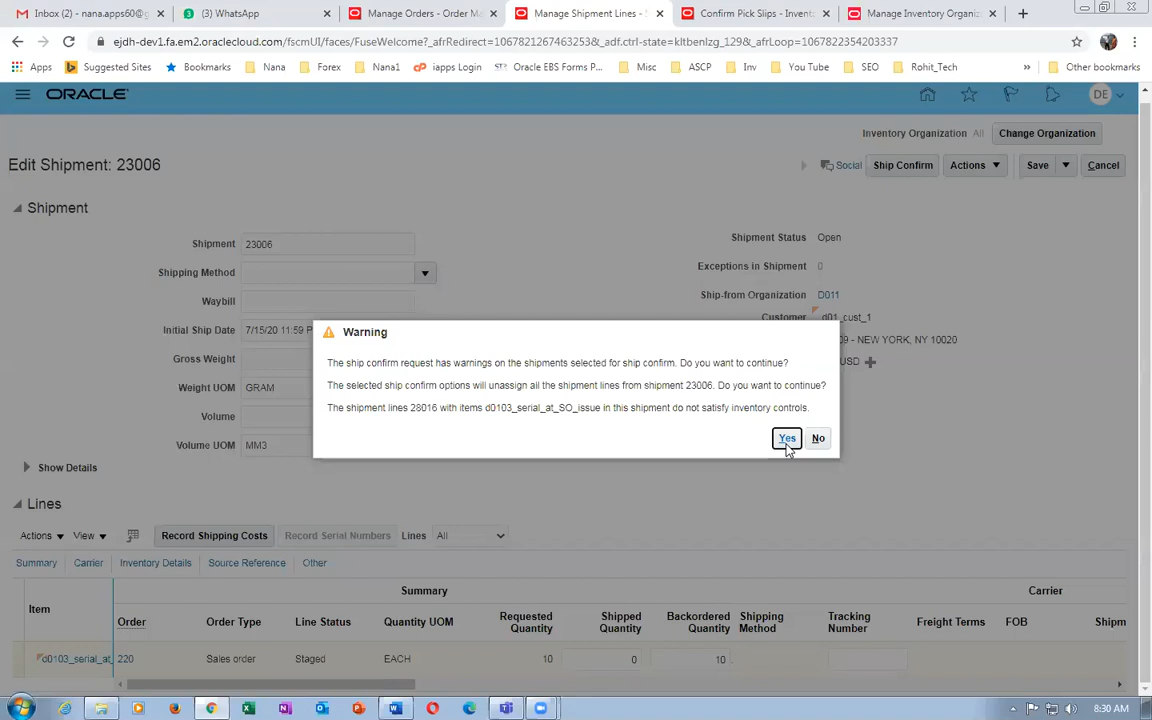 Inbox (2) - nana.apps60@g
(3) WhatsApp
Manage Orders - Order Ma
Manage Shipment Lines - S
Confirm Pick Slips - Inventor
Manage Inventory Organiz
ejdh-dev1.fa.em2.oraclecloud.com/fscmUI/faces/FuseWelcome?_afrRedirect=1067821267463253&_adf.ctrl-state=kltbenlzg_129&_afrLoop=1067822354203337
Apps Suggested Sites Bookmarks Nana Forex Nana1 iapps Login Oracle EBS Forms P... Misc ASCP Inv You Tube SEO Rohit_Tech » Other bookmarks
ORACLE DE
Inventory Organization All Change Organization
Edit Shipment: 23006 Social Ship Confirm Actions Save Cancel
Shipment
Shipment 23006
Shipping Method
Waybill
Initial Ship Date 7/15/20 11:59 P
Gross Weight
Weight UOM GRAM
Volume
Volume UOM MM3
Show Details
Shipment Status Open
Exceptions in Shipment 0
Ship-from Organization D011
Customer d01_cust_1
09 - NEW YORK, NY 10020
USD
Warning
The ship confirm request has warnings on the shipments selected for ship confirm. Do you want to continue?
The selected ship confirm options will unassign all the shipment lines from shipment 23006. Do you want to continue?
The shipment lines 28016 with items d0103_serial_at_SO_issue in this shipment do not satisfy inventory controls.
Yes No
Lines
Actions View Record Shipping Costs Record Serial Numbers Lines All
Summary Carrier Inventory Details Source Reference Other
Summary Carrier
Item Order Order Type Line Status Quantity UOM Requested Quantity Shipped Quantity Backordered Quantity Shipping Method Tracking Number Freight Terms FOB Shipm
d0103_serial_at_ 220 Sales order Staged EACH 10 0 10
8:30 AM